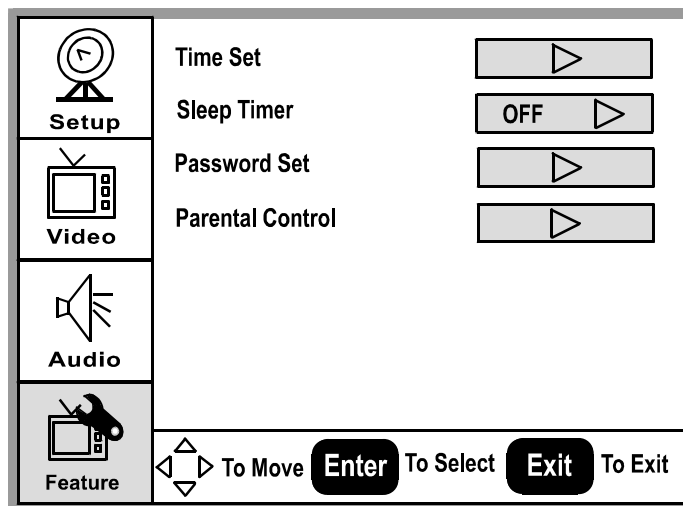 Setup
Video
Audio
Feature
Time Set
Sleep Timer OFF
Password Set
Parental Control
To Move Enter To Select Exit To Exit